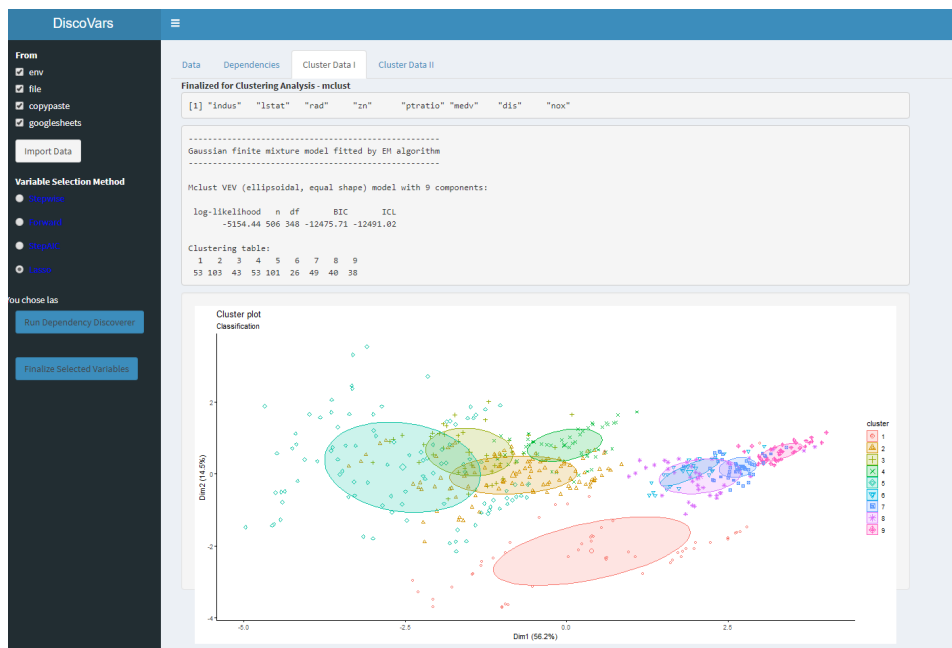 DiscoVars
From
env
file
copypaste
googlesheets
Import Data
Variable Selection Method
You chose las
Run Dependency Discoverer
Finalize Selected Variables
Data Dependencies Cluster Data I Cluster Data II
Finalized for Clustering Analysis - mclust
[1] "indus" "lstat" "rad" "zn" "ptratio" "medv" "dis" "nox"
----------------------------------------------------
Gaussian finite mixture model fitted by EM algorithm
----------------------------------------------------
Mclust VEV (ellipsoidal, equal shape) model with 9 components:
log-likelihood n df BIC ICL
-5154.44 506 348 -12475.71 -12491.02
Clustering table:
1 2 3 4 5 6 7 8 9
53 103 43 53 101 26 49 40 38
Cluster plot
Classification
Dim2 (14.5%)
2
0
-2
-4
-5.0 -2.5 0.0 2.5
Dim1 (56.2%)
cluster
1
2
3
4
5
6
7
8
9